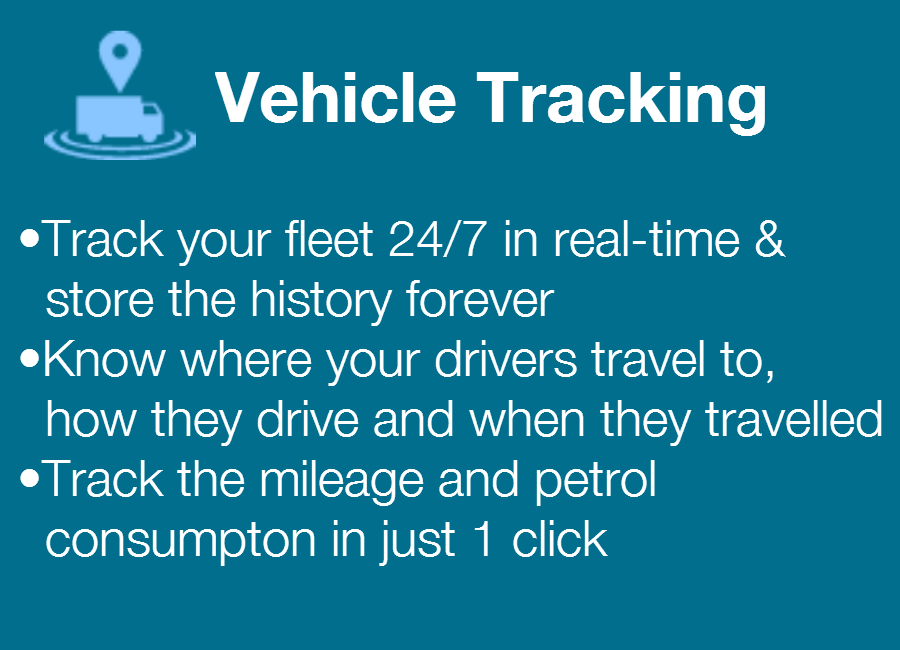 Vehicle Tracking
•Track your fleet 24/7 in real-time &
store the history forever
•Know where your drivers travel to,
how they drive and when they travelled
•Track the mileage and petrol
consumpton in just 1 click